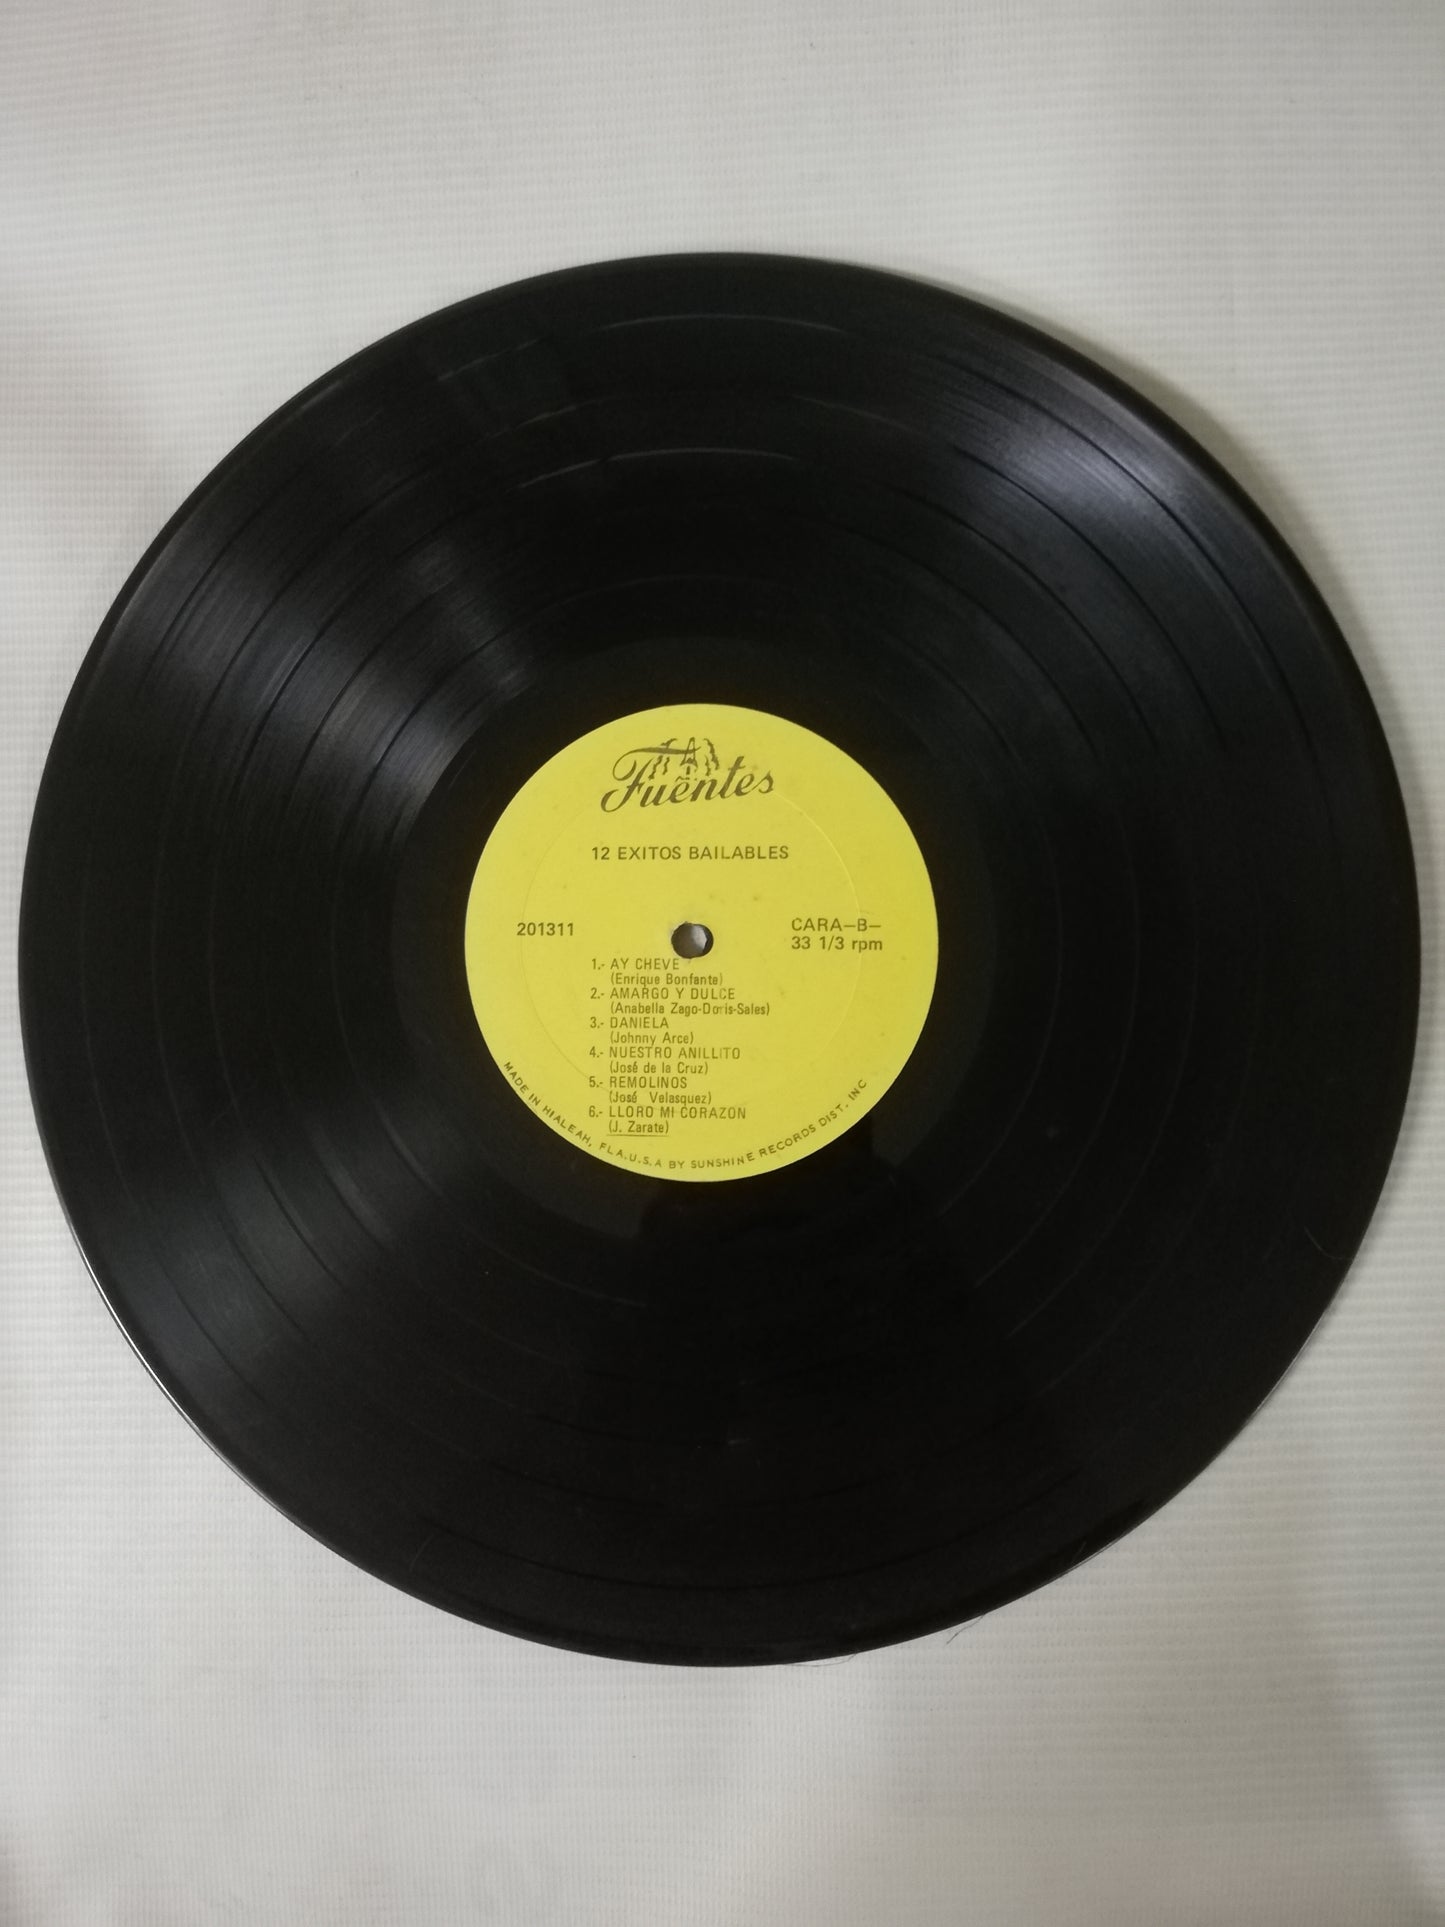 Fuentes
12 EXITOS BAILABLES
201311
CARA-B-
33 1/3 rpm
1.- AY CHEVE
(Enrique Bonfante)
2.- AMARGO Y DULCE
(Anabella Zago-Doris-Sales)
3.- DANIELA
(Johnny Arce)
4.- NUESTRO ANILLITO
(José de la Cruz)
5.- REMOLINOS
(José Velasquez)
6.- LLORO MI CORAZON
(J. Zarate)
MADE IN HIALEAH, FLA.U.S.A BY SUNSHINE RECORDS DIST. INC